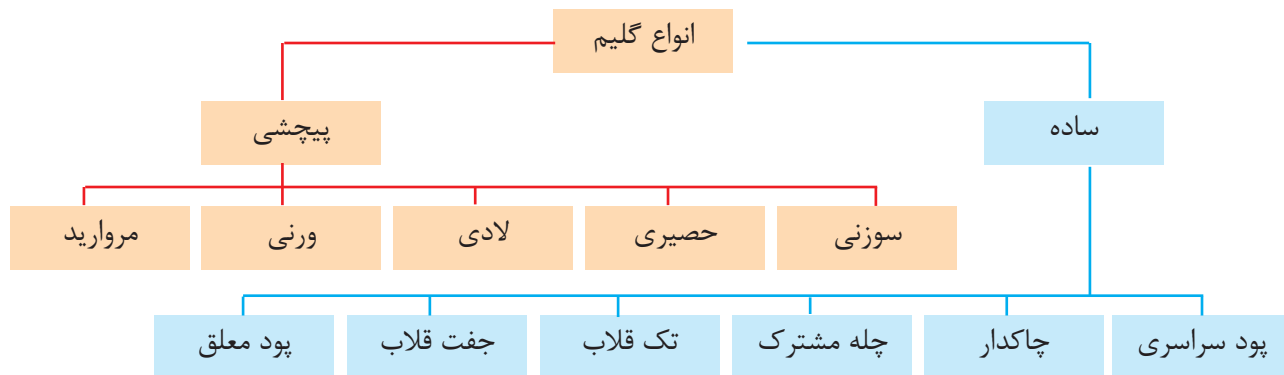 انواع گلیم
ساده
پیچشی
سوزنی
حصیری
لادی
ورنی
مروارید
پود سراسری
چاکدار
چله مشترک
تک قلاب
جفت قلاب
پود معلق